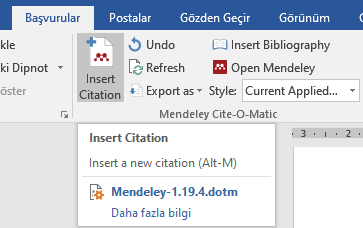 Başvurular Postalar Gözden Geçir Görünüm
kle
ki Dipnot
öster
Insert Citation
Undo
Refresh
Export as
Insert Bibliography
Open Mendeley
Style: Current Applied...
Mendeley Cite-O-Matic
3 2
Insert Citation
Insert a new citation (Alt-M)
Mendeley-1.19.4.dotm
Daha fazla bilgi